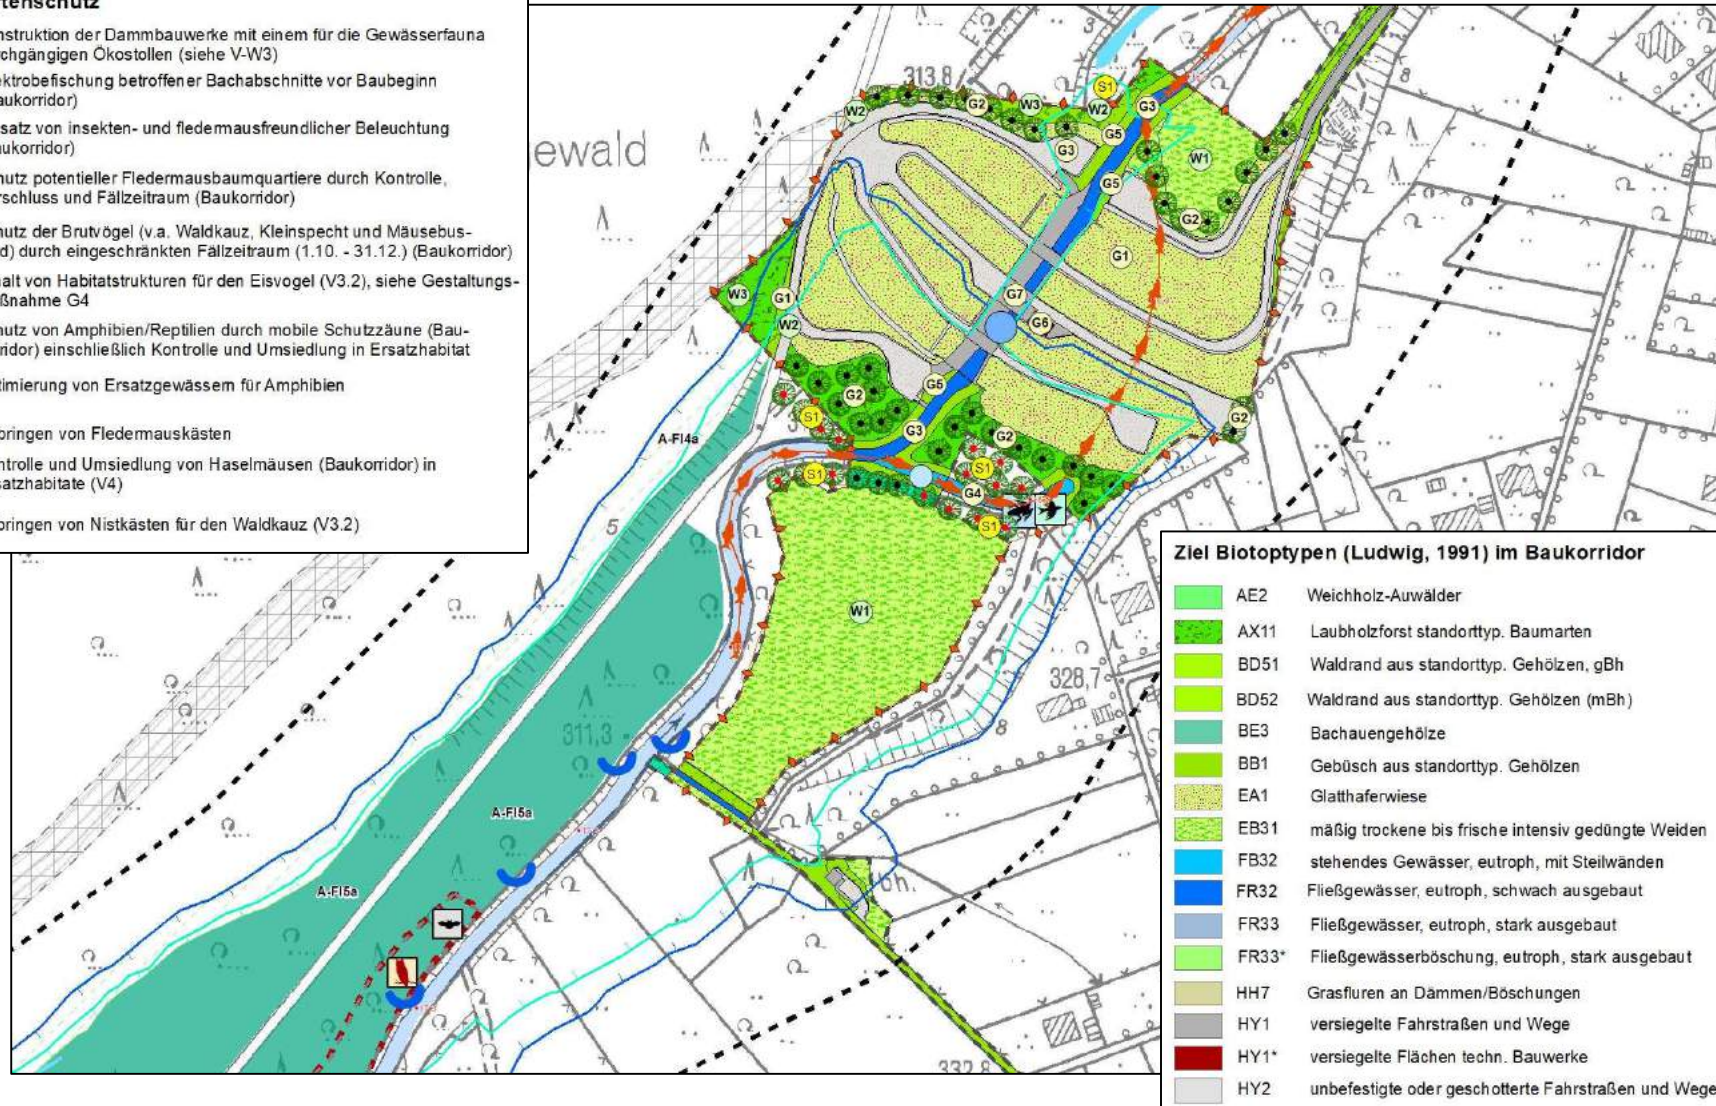 tenschutz
nstruktion der Dammbauwerke mit einem für die Gewässerfauna
rchgängigen Ökostollen (siehe V-W3)
ektrobefischung betroffener Bachabschnitte vor Baubeginn
aukorridor)
satz von insekten- und fledermausfreundlicher Beleuchtung
aukorridor)
hutz potentieller Fledermausbaumquartiere durch Kontrolle,
rschluss und Fällzeitraum (Baukorridor)
hutz der Brutvögel (v.a. Waldkauz, Kleinspecht und Mäusebus-
d) durch eingeschränkten Fällzeitraum (1.10. - 31.12.) (Baukorridor)
alt von Habitatstrukturen für den Eisvogel (V3.2), siehe Gestaltungs-
ßnahme G4
hutz von Amphibien/Reptilien durch mobile Schutzzäune (Bau-
ridor) einschließlich Kontrolle und Umsiedlung in Ersatzhabitat
timierung von Ersatzgewässern für Amphibien
bringen von Fledermauskästen
ntrolle und Umsiedlung von Haselmäusen (Baukorridor) in
satzhabitate (V4)
bringen von Nistkästen für den Waldkauz (V3.2)
ewald
313,8
3
8
S1
W2
G2
W3
W2
G3
G5
G3
W1
G5
G2
G1
W3
G1
G7
W2
G6
G5
G2
G2
A-Fl4a
S1
G3
G2
S1
S1
G4
S1
5
W1
328,7
311,3
8
A-Fl5a
A-Fl5a
bh.
332,8
Ziel Biotoptypen (Ludwig, 1991) im Baukorridor
AE2 Weichholz-Auwälder
AX11 Laubholzforst standorttyp. Baumarten
BD51 Waldrand aus standorttyp. Gehölzen, gBh
BD52 Waldrand aus standorttyp. Gehölzen (mBh)
BE3 Bachauengehölze
BB1 Gebüsch aus standorttyp. Gehölzen
EA1 Glatthaferwiese
EB31 mäßig trockene bis frische intensiv gedüngte Weiden
FB32 stehendes Gewässer, eutroph, mit Steilwänden
FR32 Fließgewässer, eutroph, schwach ausgebaut
FR33 Fließgewässer, eutroph, stark ausgebaut
FR33* Fließgewässerböschung, eutroph, stark ausgebaut
HH7 Grasfluren an Dämmen/Böschungen
HY1 versiegelte Fahrstraßen und Wege
HY1* versiegelte Flächen techn. Bauwerke
HY2 unbefestigte oder geschotterte Fahrstraßen und Wege